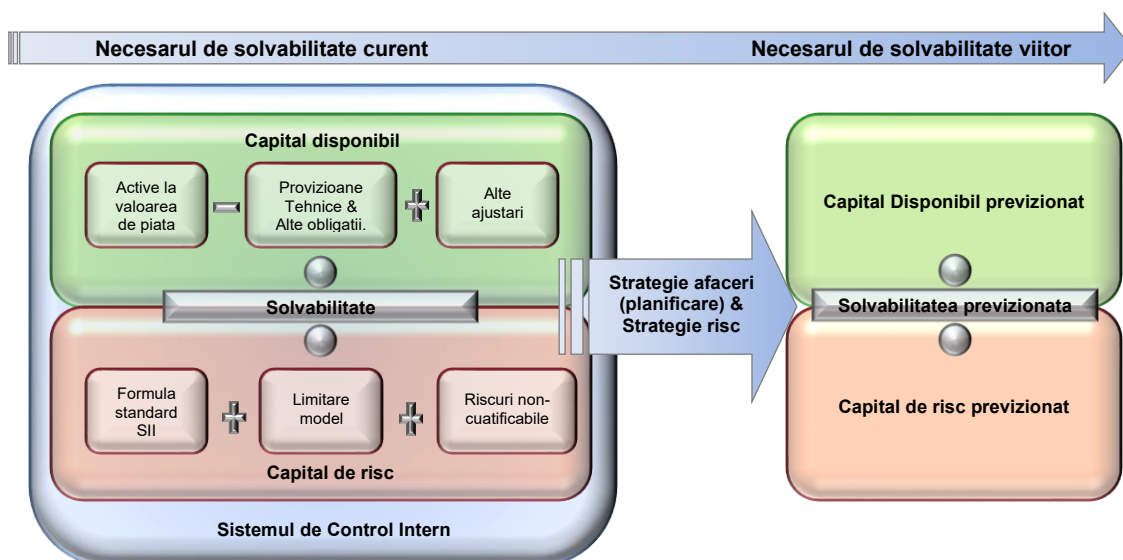 Necesarul de solvabilitate curent
Necesarul de solvabilitate viitor
Capital disponibil
Active la
valoarea
de piata
Provizioane
Tehnice &
Alte obligatii.
Alte
ajustari
Solvabilitate
Formula
standard
SII
Limitare
model
Riscuri non-
cuatificabile
Capital de risc
Sistemul de Control Intern
Strategie afaceri
(planificare) &
Strategie risc
Capital Disponibil previzionat
Solvabilitatea previzionata
Capital de risc previzionat